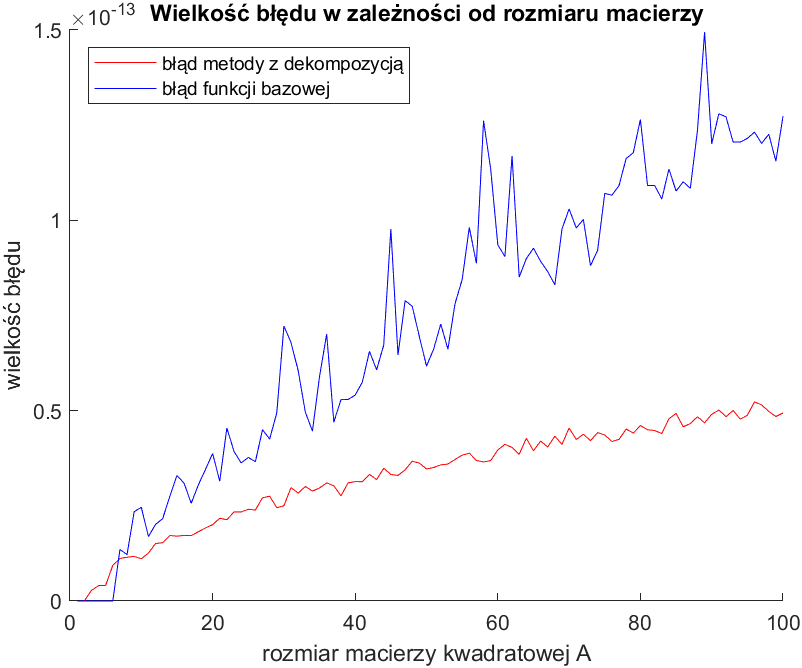 ×10⁻¹³
Wielkość błędu w zależności od rozmiaru macierzy
1.5
błąd metody z dekompozycją
błąd funkcji bazowej
1
wielkość błędu
0.5
0
0 20 40 60 80 100
rozmiar macierzy kwadratowej A